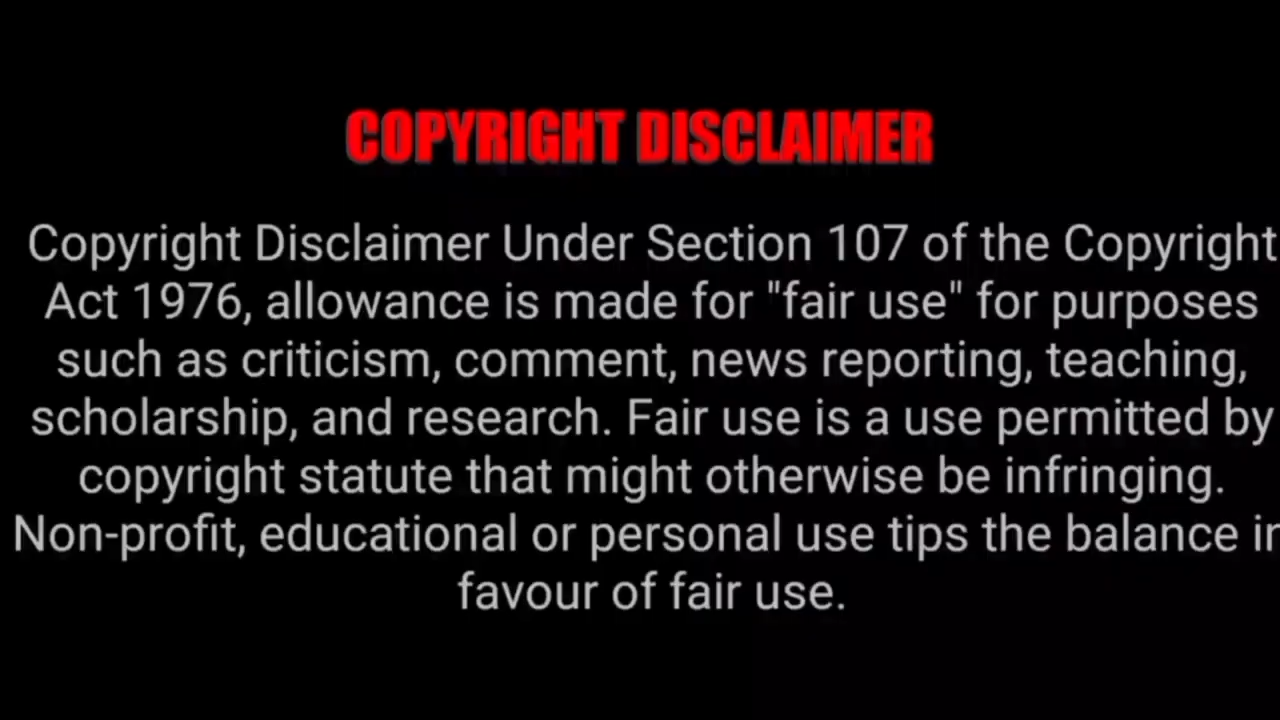 COPYRIGHT DISCLAIMER
Copyright Disclaimer Under Section 107 of the Copyright
Act 1976, allowance is made for "fair use" for purposes
such as criticism, comment, news reporting, teaching,
scholarship, and research. Fair use is a use permitted by
copyright statute that might otherwise be infringing.
Non-profit, educational or personal use tips the balance in
favour of fair use.